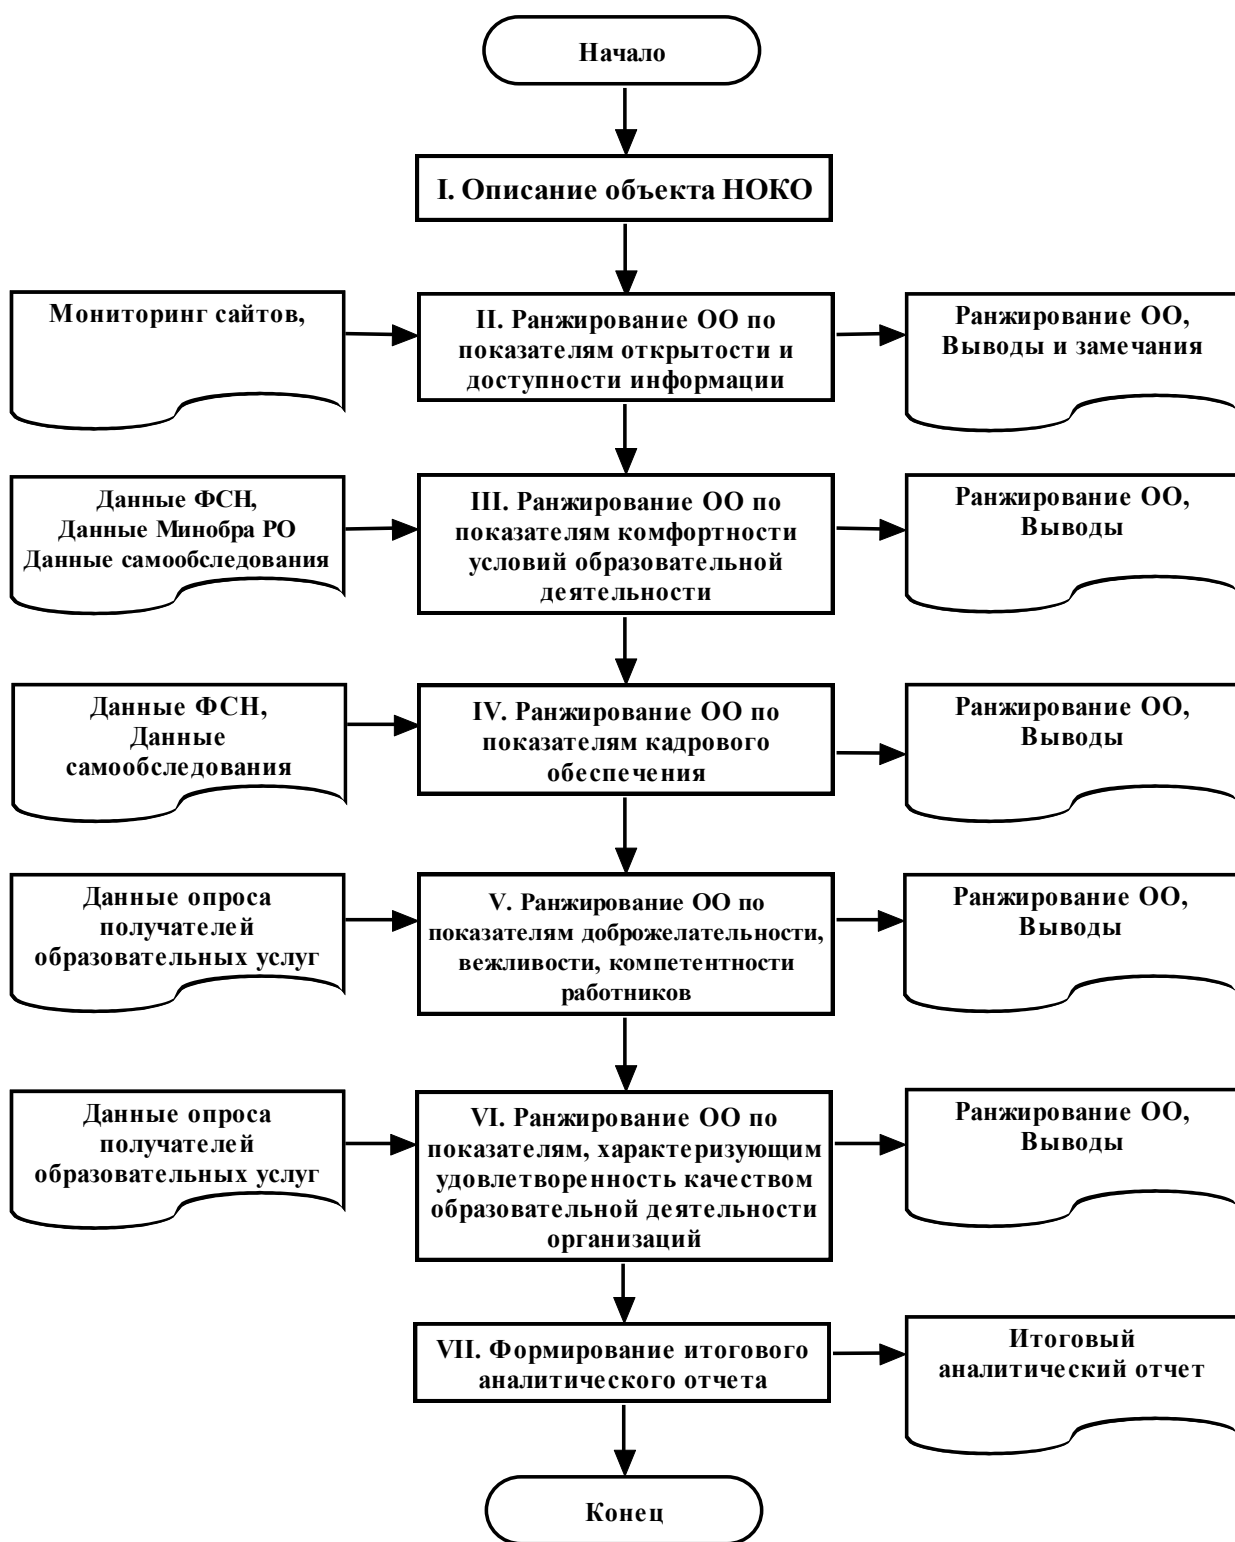 Начало
I. Описание объекта НОКО
Мониторинг сайтов,
II. Ранжирование ОО по
показателям открытости и
доступности информации
Ранжирование ОО,
Выводы и замечания
Данные ФСН,
Данные Минобра РО
Данные самообследования
III. Ранжирование ОО по
показателям комфортности
условий образовательной
деятельности
Ранжирование ОО,
Выводы
Данные ФСН,
Данные
самообследования
IV. Ранжирование ОО по
показателям кадрового
обеспечения
Ранжирование ОО,
Выводы
Данные опроса
получателей
образовательных услуг
V. Ранжирование ОО по
показателям доброжелательности,
вежливости, компетентности
работников
Ранжирование ОО,
Выводы
Данные опроса
получателей
образовательных услуг
VI. Ранжирование ОО по
показателям, характеризующим
удовлетворенность качеством
образовательной деятельности
организаций
Ранжирование ОО,
Выводы
VII. Формирование итогового
аналитического отчета
Итоговый
аналитический отчет
Конец